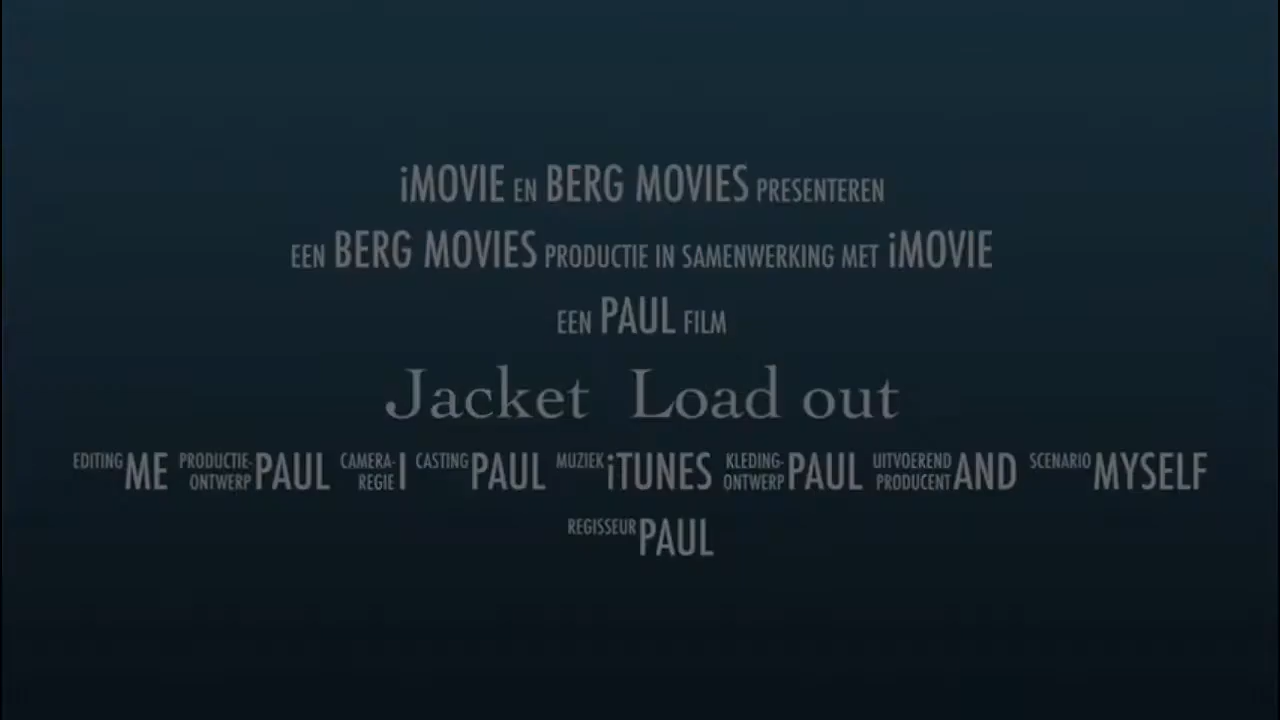 iMOVIE EN BERG MOVIES PRESENTEREN
EEN BERG MOVIES PRODUCTIE IN SAMENWERKING MET iMOVIE
EEN PAUL FILM
Jacket Load out
EDITING ME PRODUCTIE-ONTWERP PAUL CAMERA-REGIE I CASTING PAUL MUZIEK iTUNES KLEDING-ONTWERP PAUL UITVOEREND PRODUCENT AND SCENARIO MYSELF
REGISSEUR PAUL